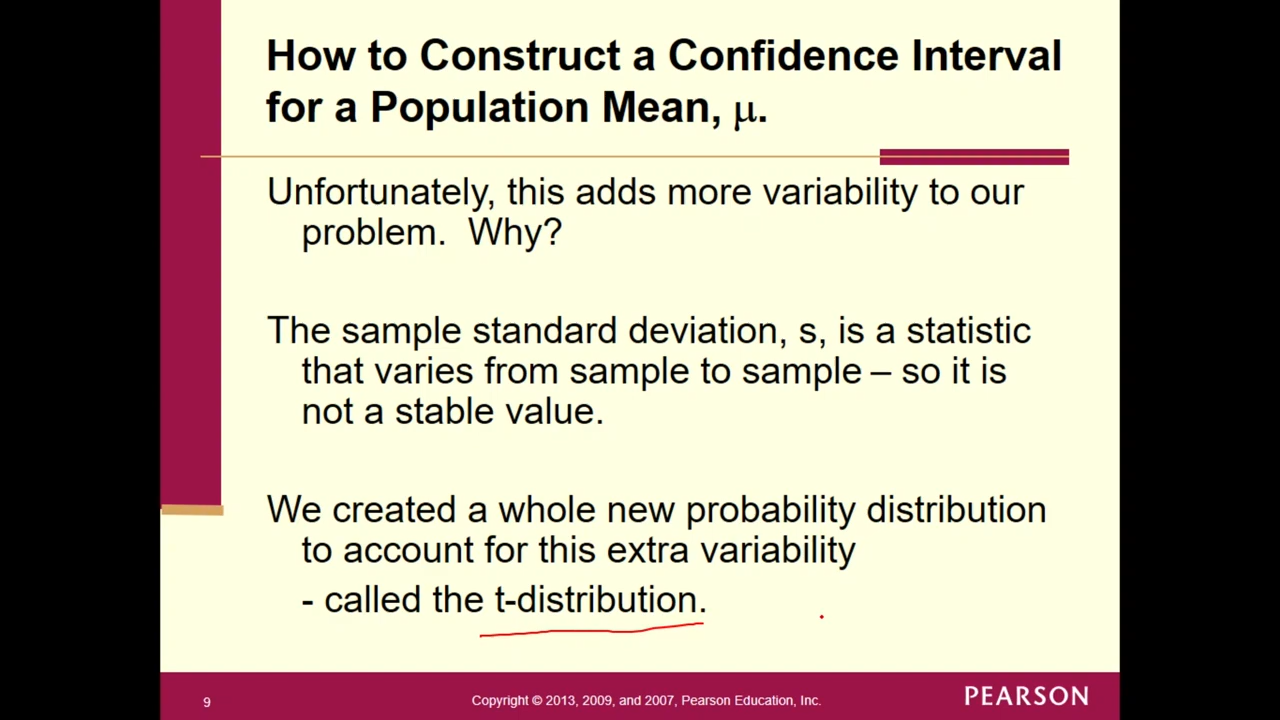 How to Construct a Confidence Interval
for a Population Mean, μ.
Unfortunately, this adds more variability to our
problem.  Why?
The sample standard deviation, s, is a statistic
that varies from sample to sample – so it is
not a stable value.
We created a whole new probability distribution
to account for this extra variability
- called the t-distribution.
9
Copyright © 2013, 2009, and 2007, Pearson Education, Inc.
PEARSON